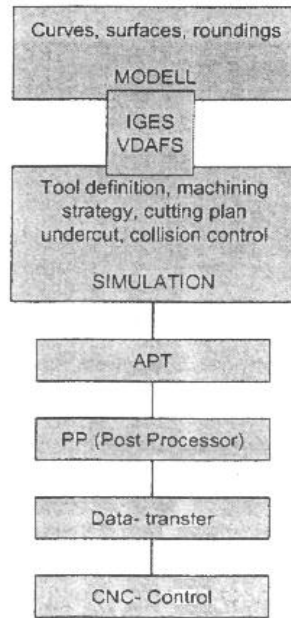 Curves, surfaces, roundings
MODELL
IGES
VDAFS
Tool definition, machining
strategy, cutting plan
undercut, collision control
SIMULATION
APT
PP (Post Processor)
Data- transfer
CNC- Control